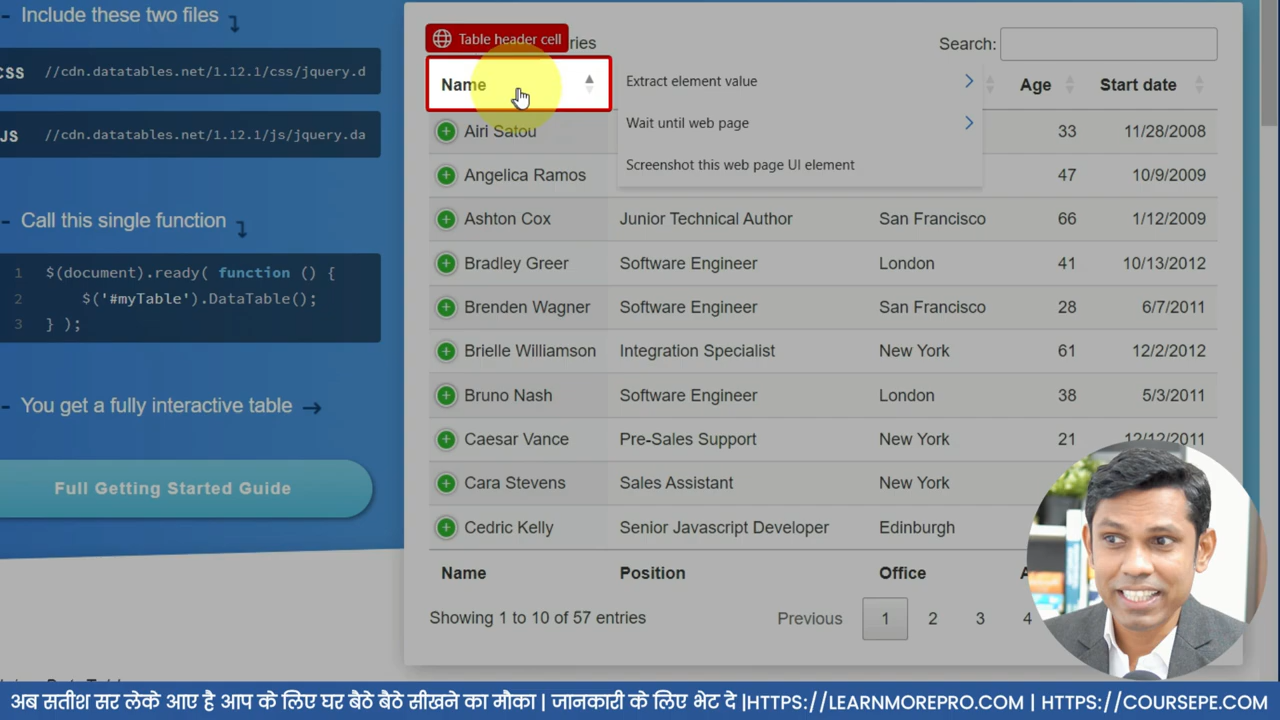 - Include these two files
CSS //cdn.datatables.net/1.12.1/css/jquery.d
JS //cdn.datatables.net/1.12.1/js/jquery.da
- Call this single function
1 $(document).ready( function () {
2 $('#myTable').DataTable();
3 } );
- You get a fully interactive table →
Full Getting Started Guide
Table header cell
ries
Search:
Name Age Start date
Extract element value
Wait until web page
Screenshot this web page UI element
Airi Satou 33 11/28/2008
Angelica Ramos 47 10/9/2009
Ashton Cox Junior Technical Author San Francisco 66 1/12/2009
Bradley Greer Software Engineer London 41 10/13/2012
Brenden Wagner Software Engineer San Francisco 28 6/7/2011
Brielle Williamson Integration Specialist New York 61 12/2/2012
Bruno Nash Software Engineer London 38 5/3/2011
Caesar Vance Pre-Sales Support New York 21 12/12/2011
Cara Stevens Sales Assistant New York
Cedric Kelly Senior Javascript Developer Edinburgh
Name Position Office
Showing 1 to 10 of 57 entries Previous 1 2 3 4
अब सतीश सर लेके आए है आप के लिए घर बैठे बैठे सीखने का मौका | जानकारी के लिए भेट दे |HTTPS://LEARNMOREPRO.COM | HTTPS://COURSEPE.COM